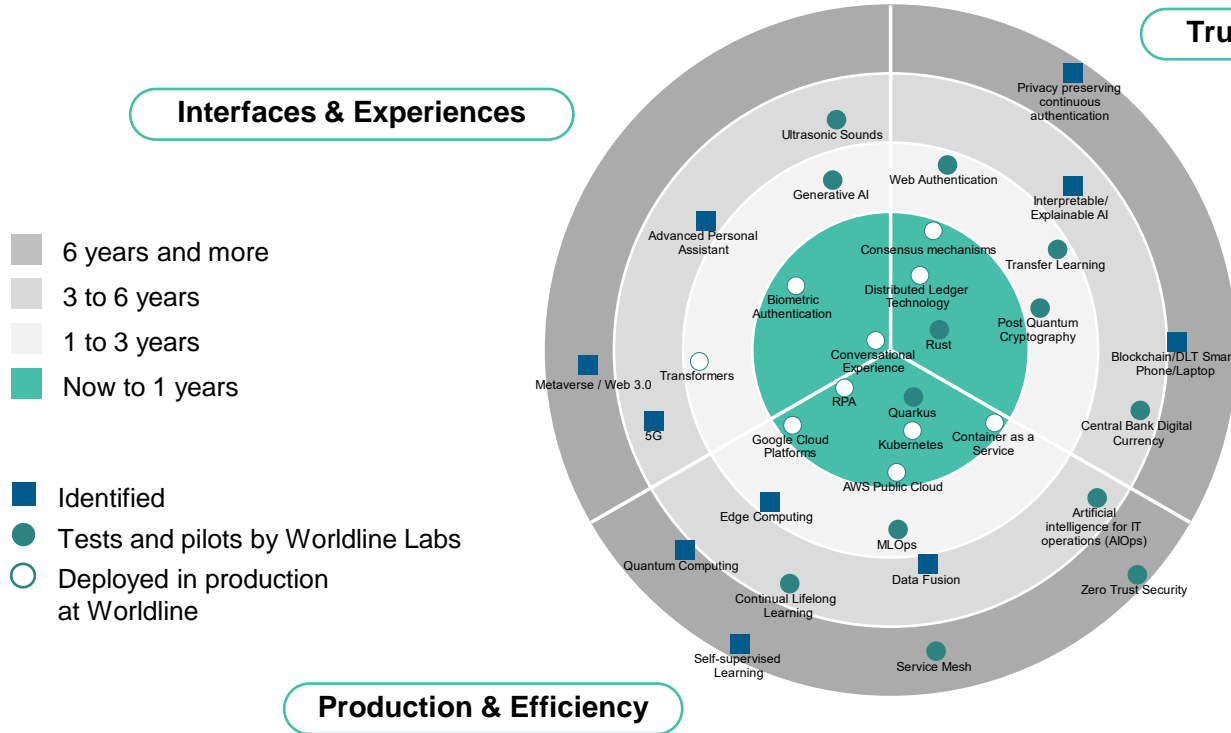 Tru
Interfaces & Experiences
Privacy preserving
continuous
authentication
Ultrasonic Sounds
Generative AI
Web Authentication
Interpretable/
Explainable AI
Advanced Personal
Assistant
Consensus mechanisms
Transfer Learning
6 years and more
3 to 6 years
1 to 3 years
Now to 1 years
Biometric
Authentication
Distributed Ledger
Technology
Post Quantum
Cryptography
Rust
Conversational
Experience
Blockchain/DLT Smar
Phone/Laptop
Metaverse / Web 3.0
Transformers
RPA
Quarkus
5G
Google Cloud
Platforms
Kubernetes
Container as a
Service
Central Bank Digital
Currency
AWS Public Cloud
Identified
Tests and pilots by Worldline Labs
Deployed in production
at Worldline
Edge Computing
MLOps
Artificial
intelligence for IT
operations (AIOps)
Quantum Computing
Data Fusion
Continual Lifelong
Learning
Zero Trust Security
Self-supervised
Learning
Service Mesh
Production & Efficiency